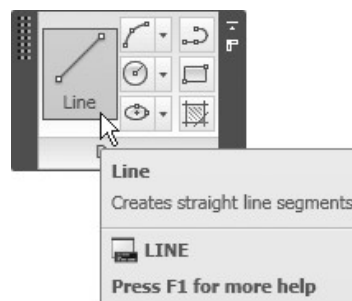 Line
Line
Creates straight line segments
LINE
Press F1 for more help